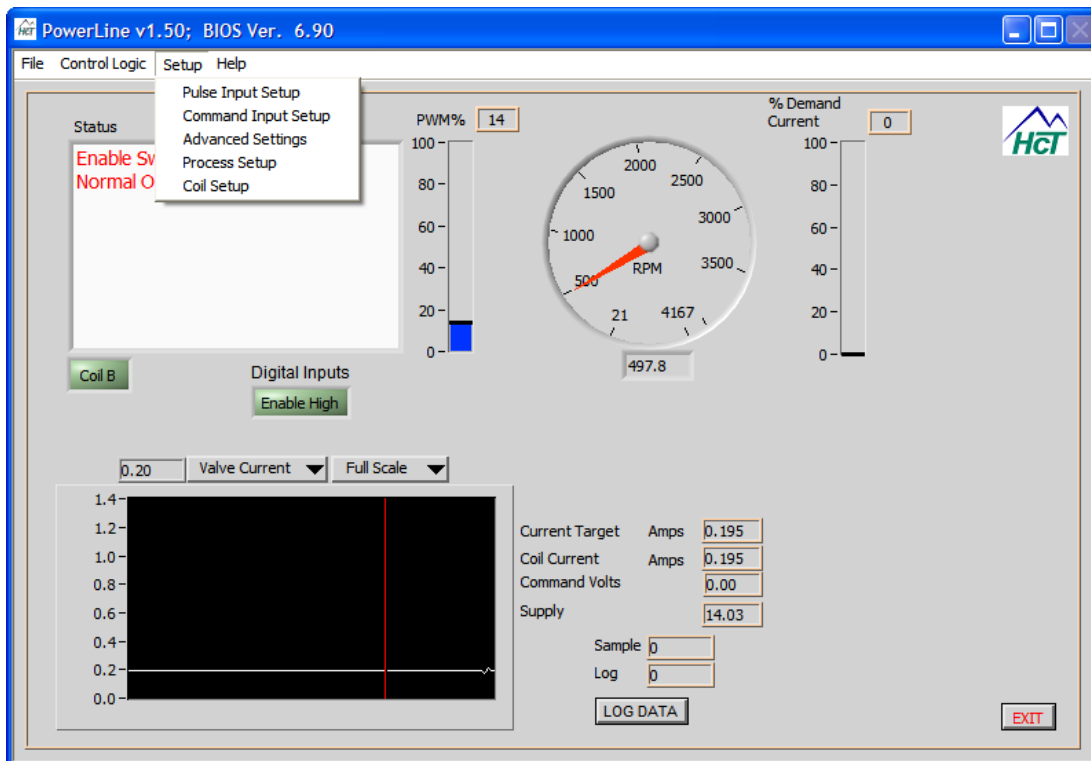 PowerLine v1.50; BIOS Ver. 6.90
File Control Logic Setup Help
Pulse Input Setup
Command Input Setup
Advanced Settings
Process Setup
Coil Setup
Status
Enable
Normal
Coil B
Digital Inputs
Enable High
PWM% 14
100
80
60
40
20
0
21
500
1000
1500
2000
2500
3000
3500
4167
RPM
497.8
% Demand
Current 0
100
80
60
40
20
0
HCT
0.20 Valve Current Full Scale
1.4
1.2
1.0
0.8
0.6
0.4
0.2
0.0
Current Target Amps 0.195
Coil Current Amps 0.195
Command Volts 0.00
Supply 14.03
Sample 0
Log 0
LOG DATA
EXIT